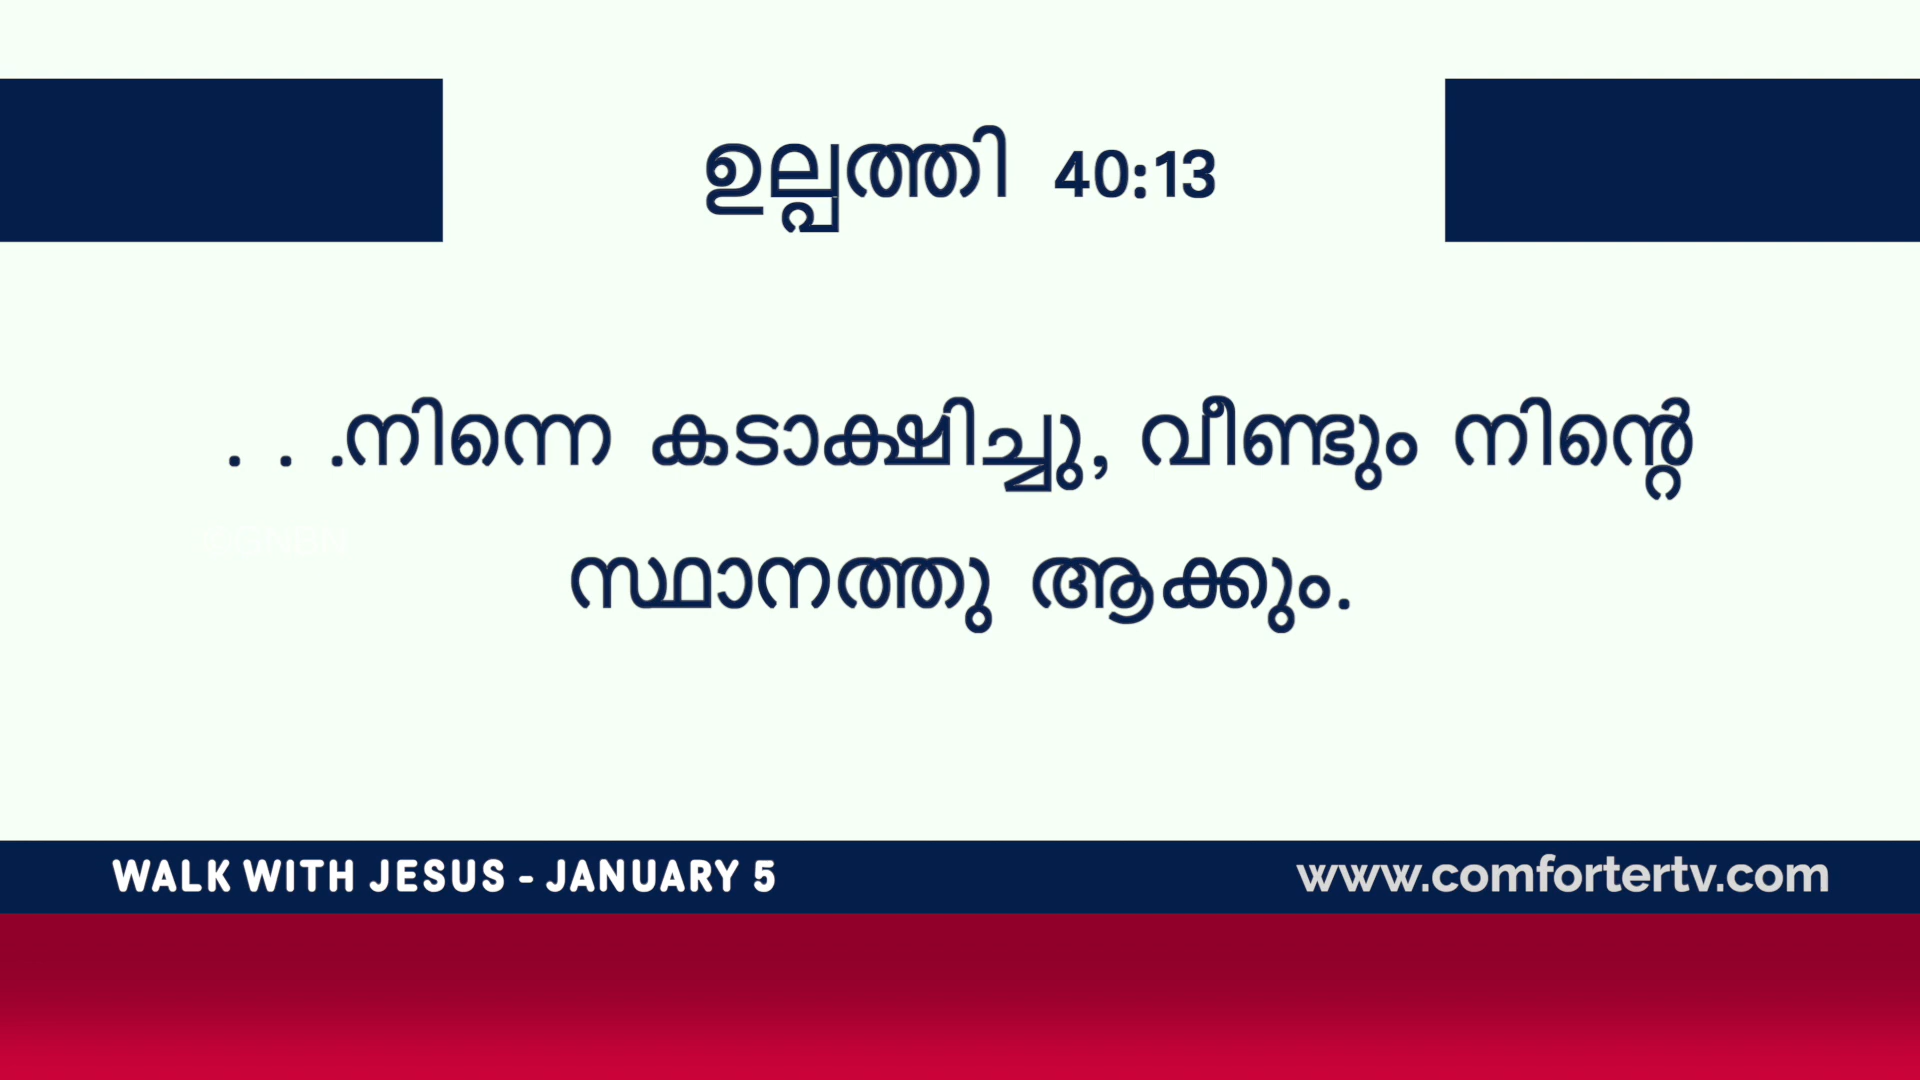 ഉല്പത്തി 40:13
. . .നിന്നെ കടാക്ഷിച്ചു, വീണ്ടും നിന്റെ
സ്ഥാനത്തു ആക്കും.
WALK WITH JESUS - JANUARY 5
www.comfortertv.com